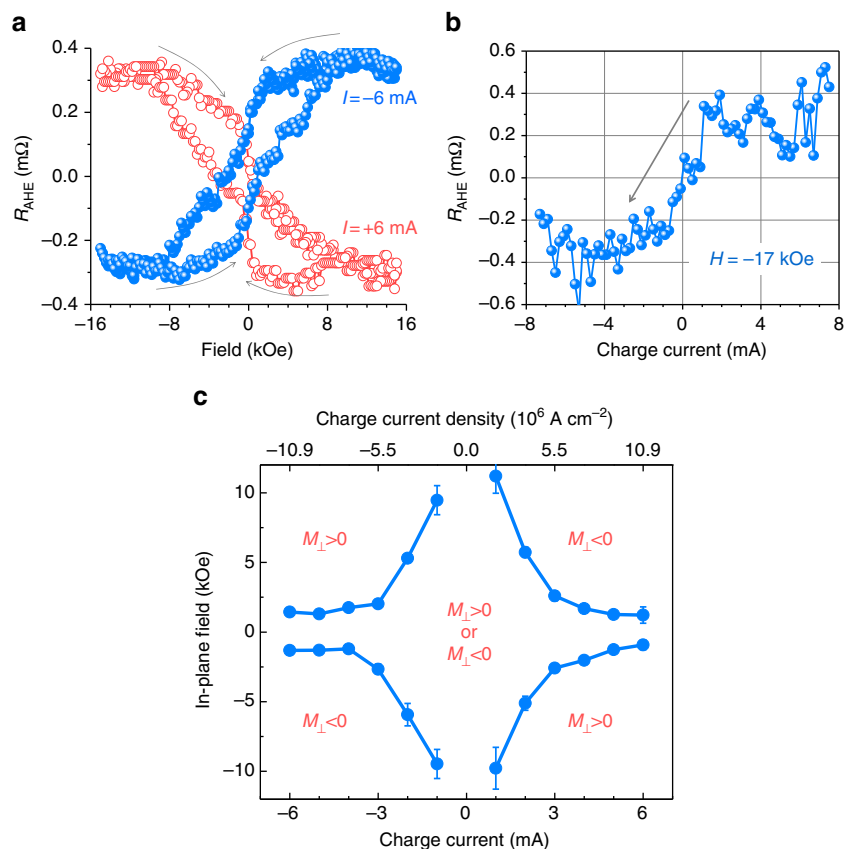 a
0.4
0.2
0.0
−0.2
−0.4
R_AHE (mΩ)
I = −6 mA
I = +6 mA
−16
−8
0
8
16
Field (kOe)
b
0.6
0.4
0.2
0.0
−0.2
−0.4
−0.6
R_AHE (mΩ)
H = −17 kOe
−8
−4
0
4
8
Charge current (mA)
c
Charge current density (10⁶ A cm⁻²)
−10.9
−5.5
0.0
5.5
10.9
10
5
0
−5
−10
In-plane field (kOe)
M⊥>0
M⊥<0
M⊥>0
or
M⊥<0
M⊥<0
M⊥>0
−6
−3
0
3
6
Charge current (mA)